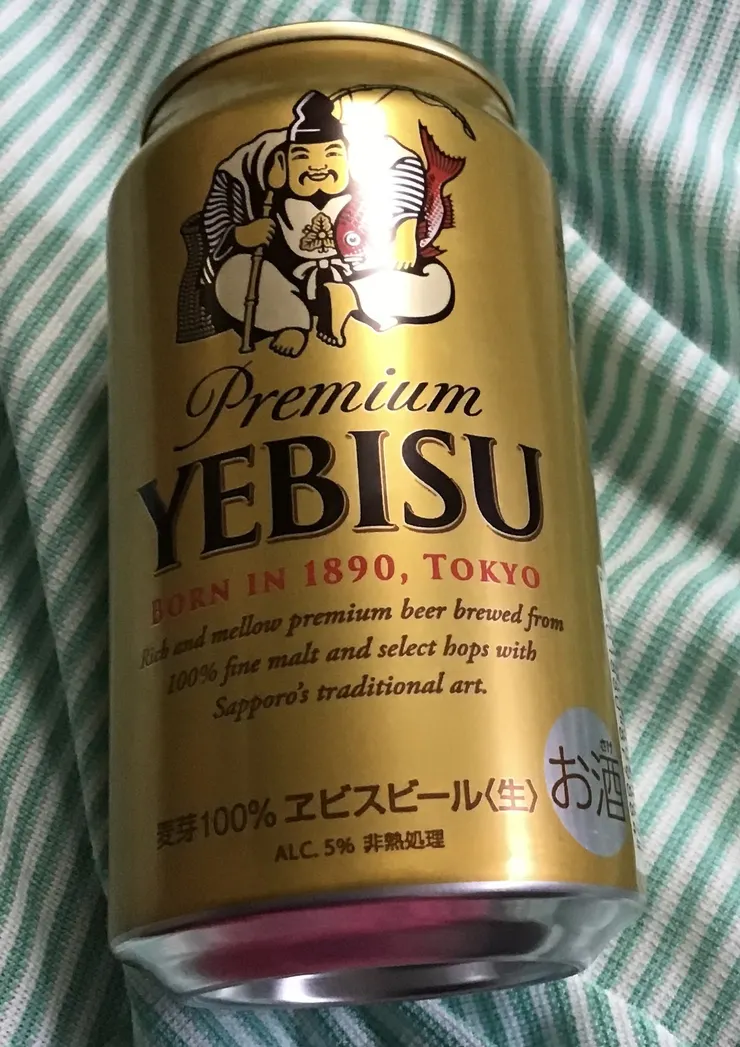 Premium
YEBISU
BORN IN 1890, TOKYO
Rich and mellow premium beer brewed from
100% fine malt and select hops with
Sapporo's traditional art.
麦芽100% ヱビスビール〈生〉
ALC. 5% 非熱処理
さけ
お酒